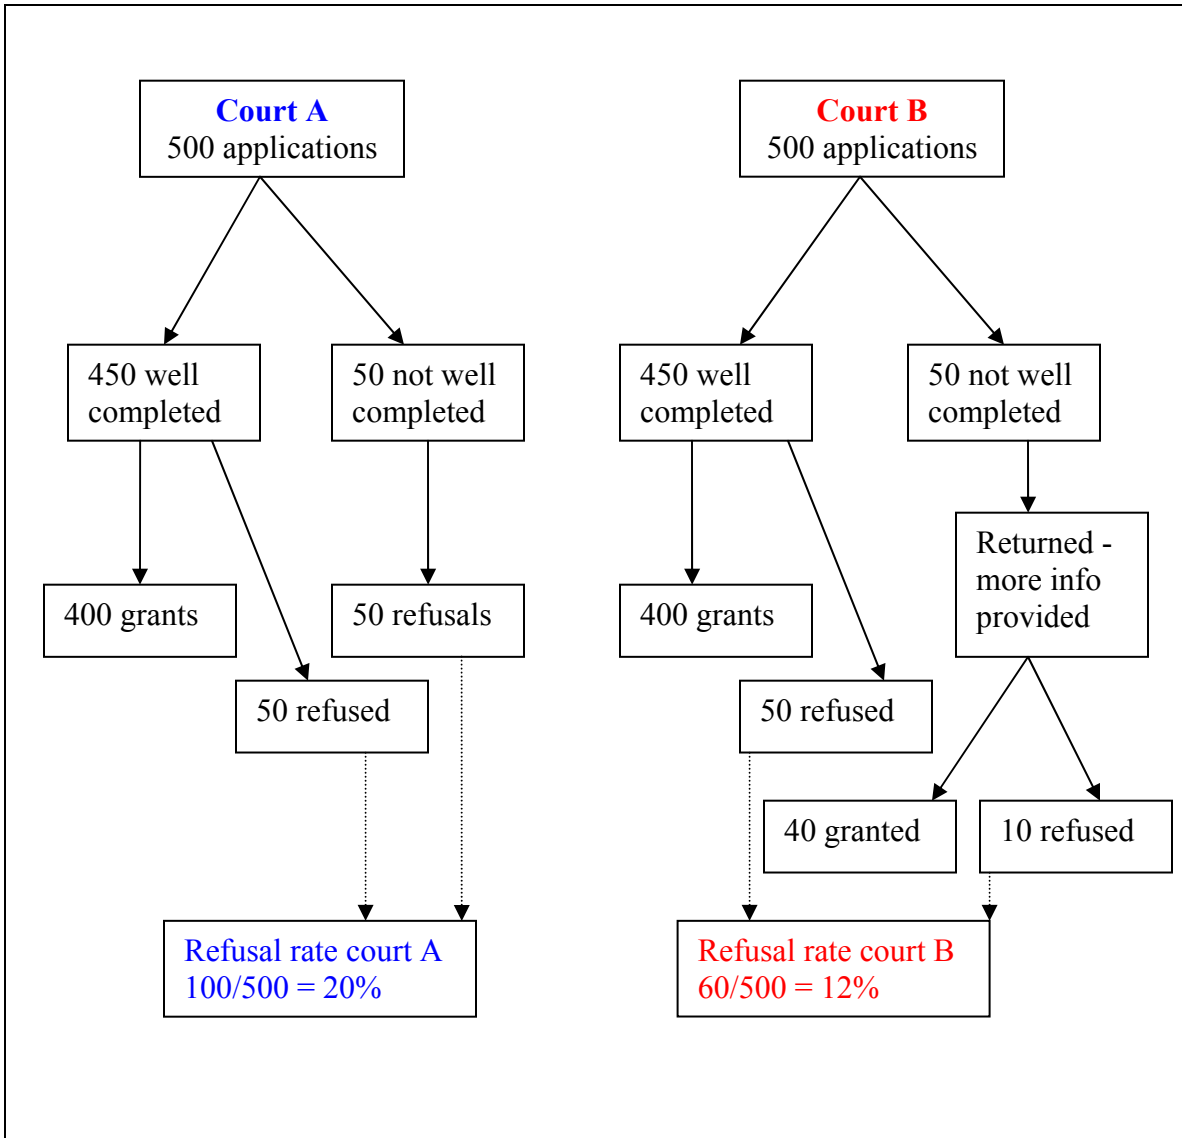 Court A
500 applications
450 well
completed
50 not well
completed
400 grants
50 refusals
50 refused
Refusal rate court A
100/500 = 20%
Court B
500 applications
450 well
completed
50 not well
completed
Returned -
more info
provided
400 grants
50 refused
40 granted
10 refused
Refusal rate court B
60/500 = 12%